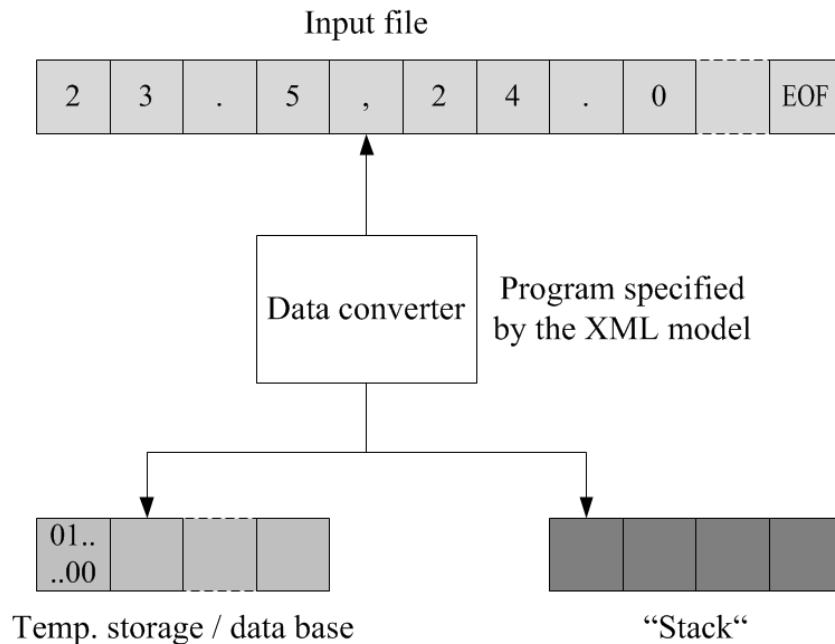 Input file
2 3 . 5 , 2 4 . 0 EOF
Data converter
Program specified
by the XML model
01..
..00
Temp. storage / data base
“Stack“